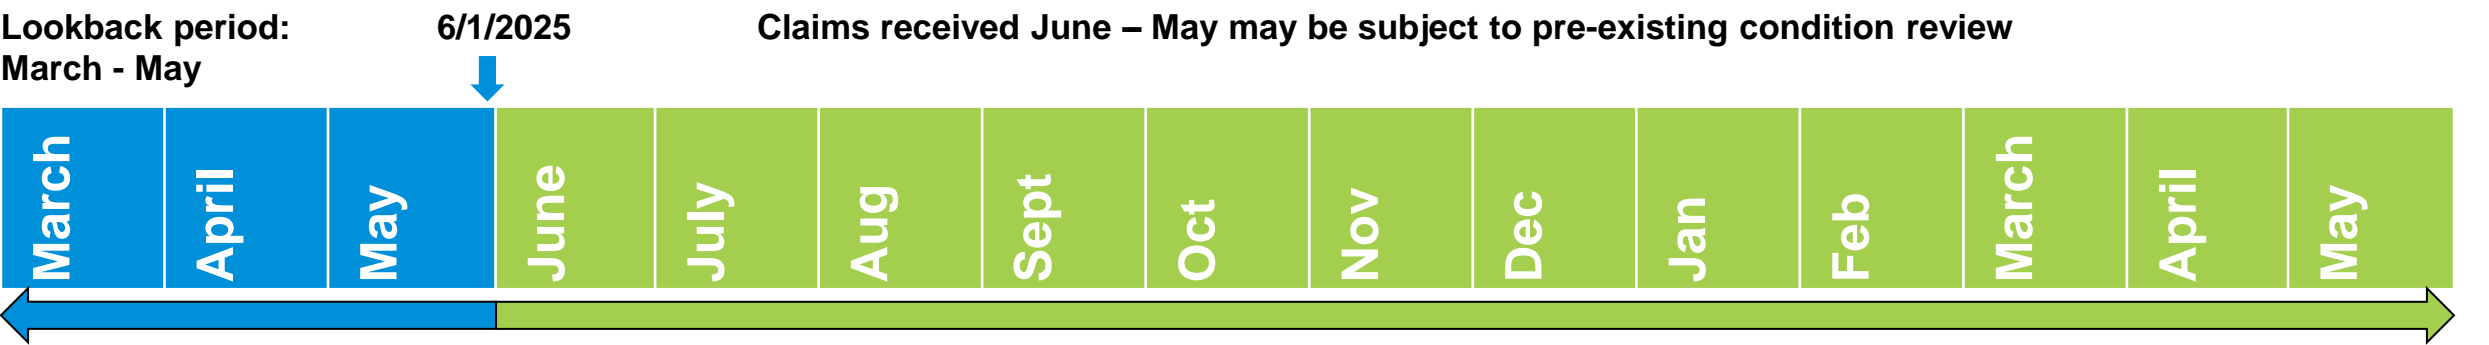 Lookback period:
March - May
6/1/2025
Claims received June – May may be subject to pre-existing condition review
March
April
May
June
July
Aug
Sept
Oct
Nov
Dec
Jan
Feb
March
April
May